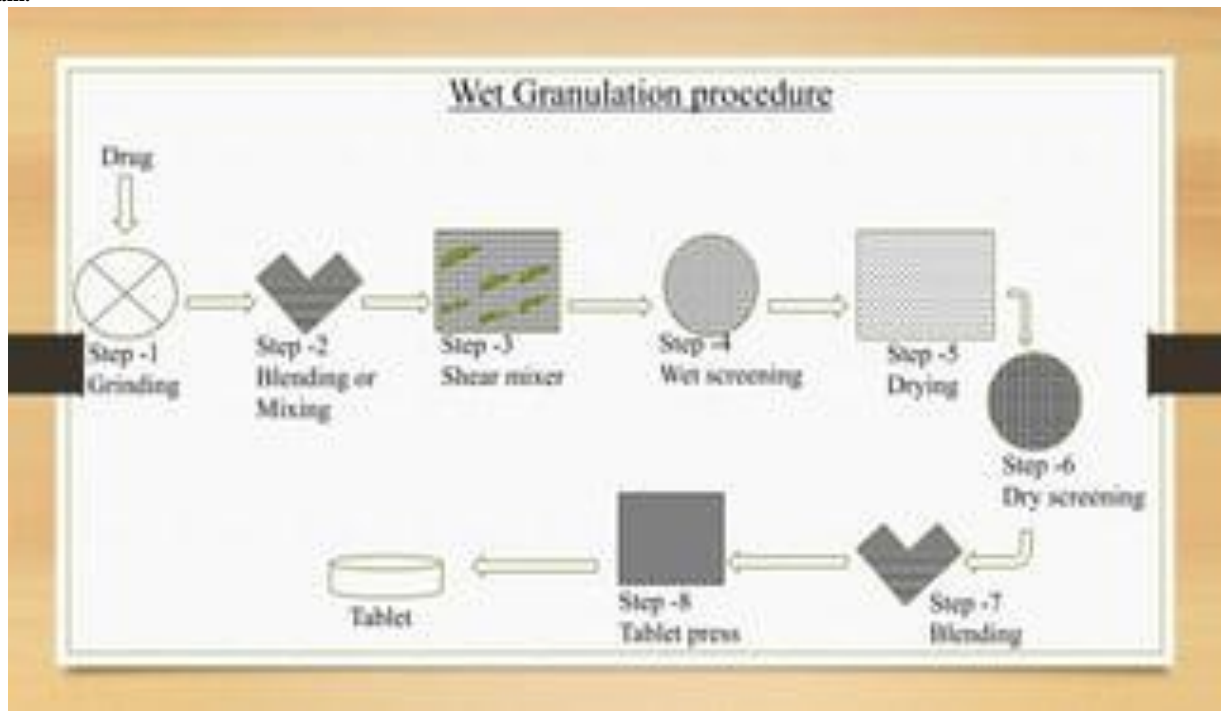 Wet Granulation procedure
Drug
Step -1
Grinding
Step -2
Blending or
Mixing
Step -3
Shear mixer
Step -4
Wet screening
Step -5
Drying
Step -6
Dry screening
Step -7
Blending
Step -8
Tablet press
Tablet